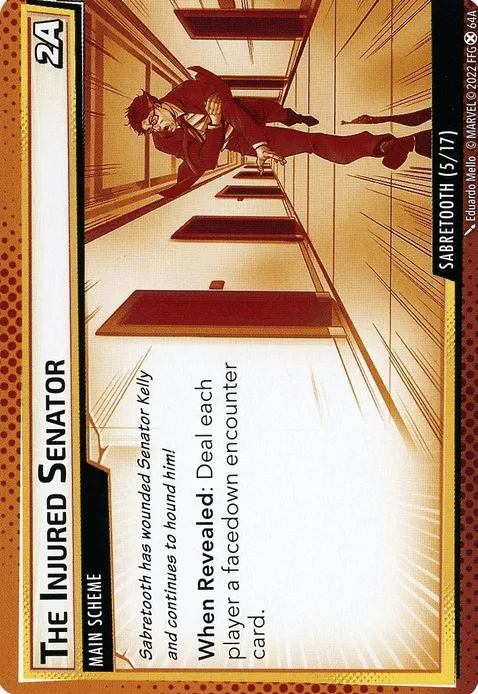 THE INJURED SENATOR
2A
MAIN SCHEME
Sabretooth has wounded Senator Kelly
and continues to hound him!
When Revealed: Deal each
player a facedown encounter
card.
SABRETOOTH (5/17)
Eduardo Mello © MARVEL © 2022 FFG 64A